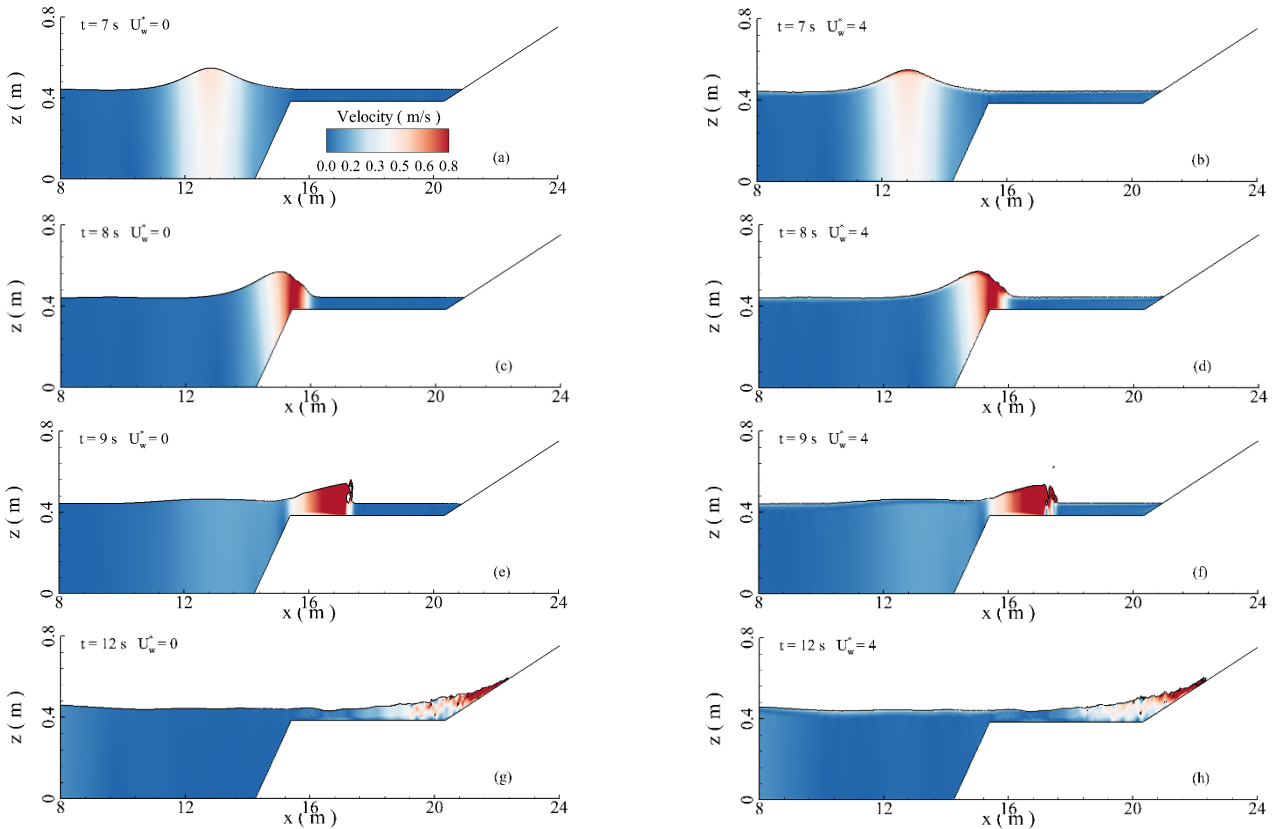 0.8
t = 7 s U*w = 0
z ( m )
0.4
Velocity ( m/s )
0.0 0.2 0.3 0.5 0.6 0.8
(a)
0
8 12 16 20 24
x ( m )
0.8
t = 7 s U*w = 4
z ( m )
0.4
(b)
0
8 12 16 20 24
x ( m )
0.8
t = 8 s U*w = 0
z ( m )
0.4
(c)
0
8 12 16 20 24
x ( m )
0.8
t = 8 s U*w = 4
z ( m )
0.4
(d)
0
8 12 16 20 24
x ( m )
0.8
t = 9 s U*w = 0
z ( m )
0.4
(e)
0
8 12 16 20 24
x ( m )
0.8
t = 9 s U*w = 4
z ( m )
0.4
(f)
0
8 12 16 20 24
x ( m )
0.8
t = 12 s U*w = 0
z ( m )
0.4
(g)
0
8 12 16 20 24
x ( m )
0.8
t = 12 s U*w = 4
z ( m )
0.4
(h)
0
8 12 16 20 24
x ( m )